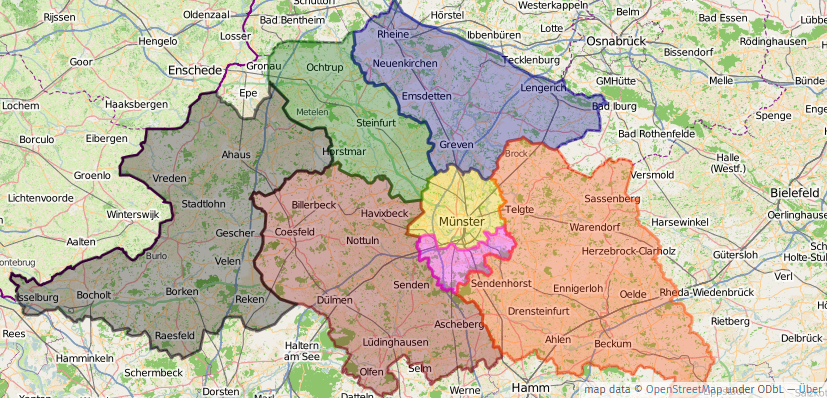 Schüttorf
Rijssen
Oldenzaal
Bad Bentheim
Hörstel
Westerkappeln
Belm
Bad Essen
Lübbe
Hengelo
Losser
Rheine
Ibbenbüren
Lotte
Osnabrück
Rödinghausen
Goor
Enschede
Gronau
Ochtrup
Neuenkirchen
Tecklenburg
Bissendorf
Melle
Bünde
Lochem
Haaksbergen
Epe
Emsdetten
Lengerich
GMHütte
Bad Iburg
Spenge
Enger
Borculo
Eibergen
Metelen
Steinfurt
Greven
Bad Rothenfelde
Groenlo
Ahaus
Horstmar
Brock
Halle
(Westf.)
Lichtenvoorde
Vreden
Versmold
Bielefeld
Winterswijk
Stadtlohn
Billerbeck
Havixbeck
Münster
Telgte
Sassenberg
Harsewinkel
Oerlinghause
Aalten
Gescher
Coesfeld
Nottuln
Warendorf
Herzebrock-Clarholz
Gütersloh
Schloß
Holte-Stu
Burlo
Velen
Verl
Isselburg
Bocholt
Borken
Reken
Senden
Sendenhorst
Ennigerloh
Oelde
Rheda-Wiedenbrück
Rees
Raesfeld
Dülmen
Ascheberg
Drensteinfurt
Rietberg
Delbrück
Hamminkeln
Haltern
am See
Lüdinghausen
Ahlen
Beckum
Schermbeck
Olfen
Selm
Dorsten
Marl
Datteln
Werne
Hamm
map data © OpenStreetMap under ODbL — Über